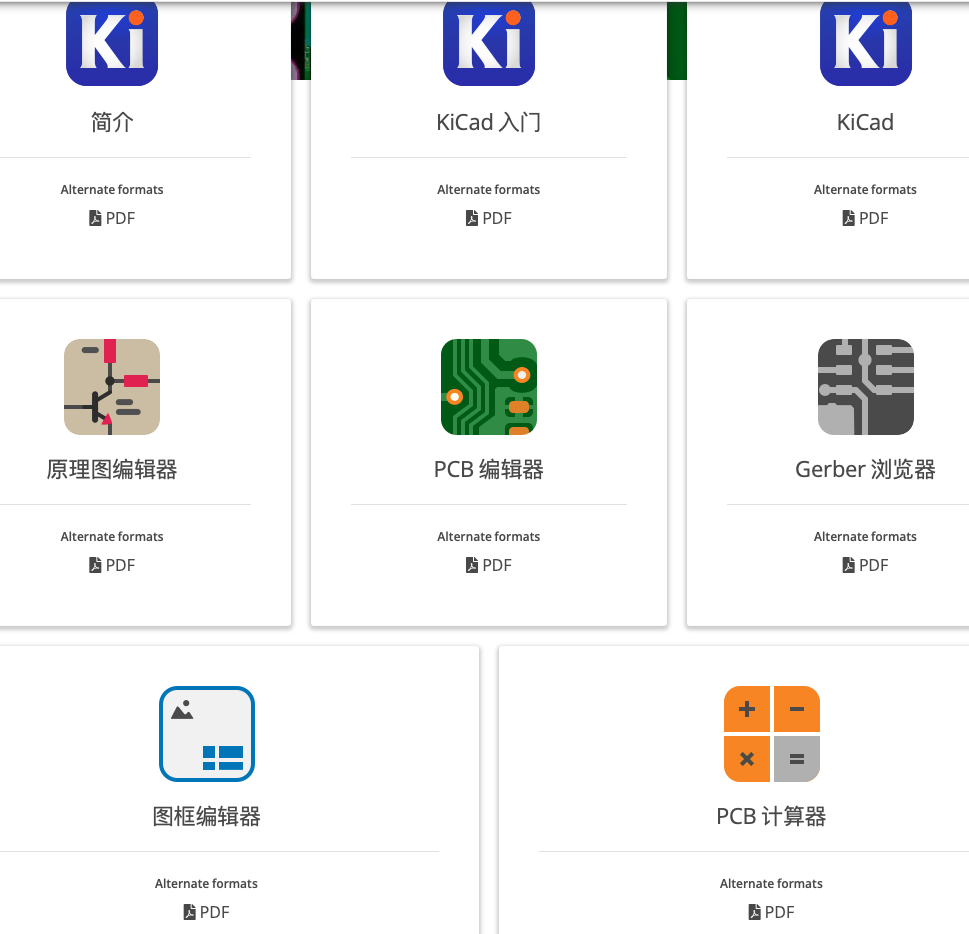 Ki
Ki
Ki
简介
KiCad 入门
KiCad
Alternate formats
Alternate formats
Alternate formats
PDF
PDF
PDF
原理图编辑器
PCB 编辑器
Gerber 浏览器
Alternate formats
Alternate formats
Alternate formats
PDF
PDF
PDF
图框编辑器
PCB 计算器
Alternate formats
Alternate formats
PDF
PDF